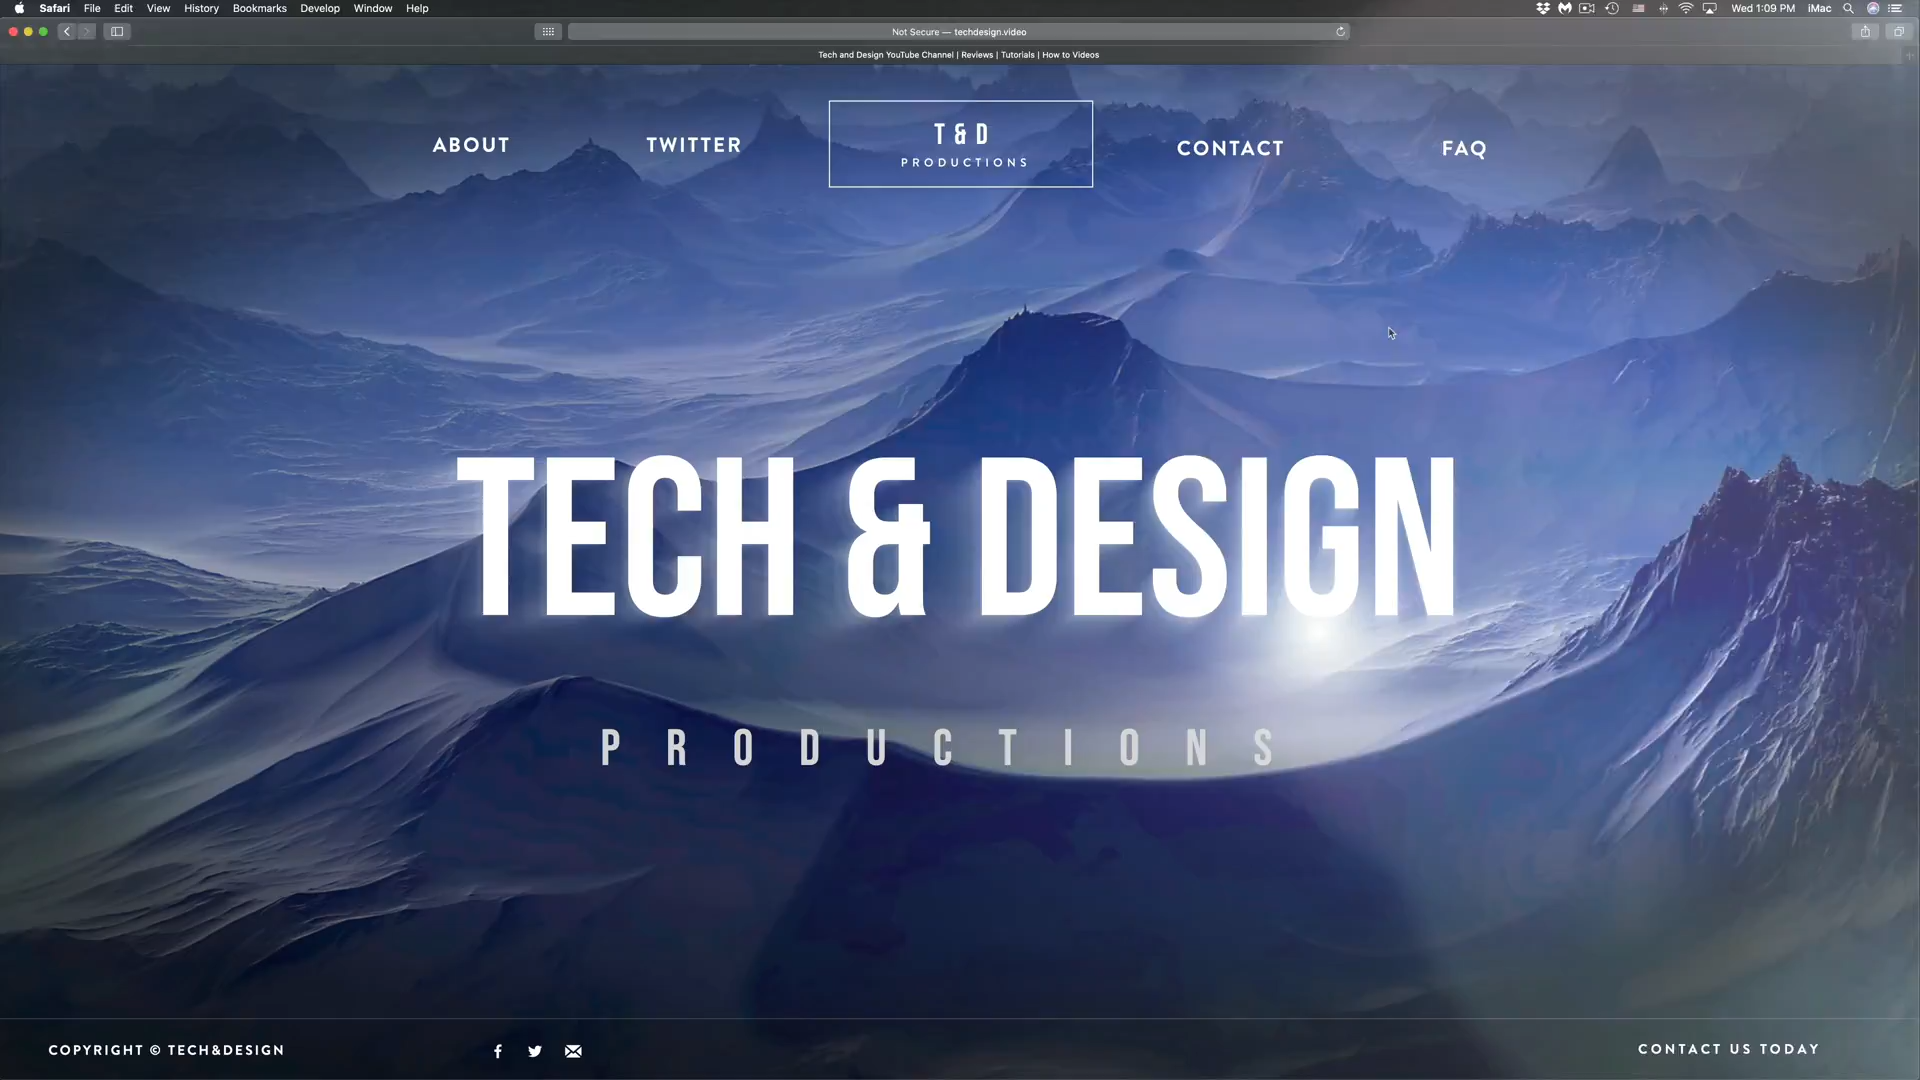 Safari File Edit View History Bookmarks Develop Window Help
Wed 1:09 PM iMac
Not Secure — techdesign.video
Tech and Design YouTube Channel | Reviews | Tutorials | How to Videos
ABOUT
TWITTER
T & D
PRODUCTIONS
CONTACT
FAQ
TECH & DESIGN
PRODUCTIONS
COPYRIGHT © TECH&DESIGN
CONTACT US TODAY